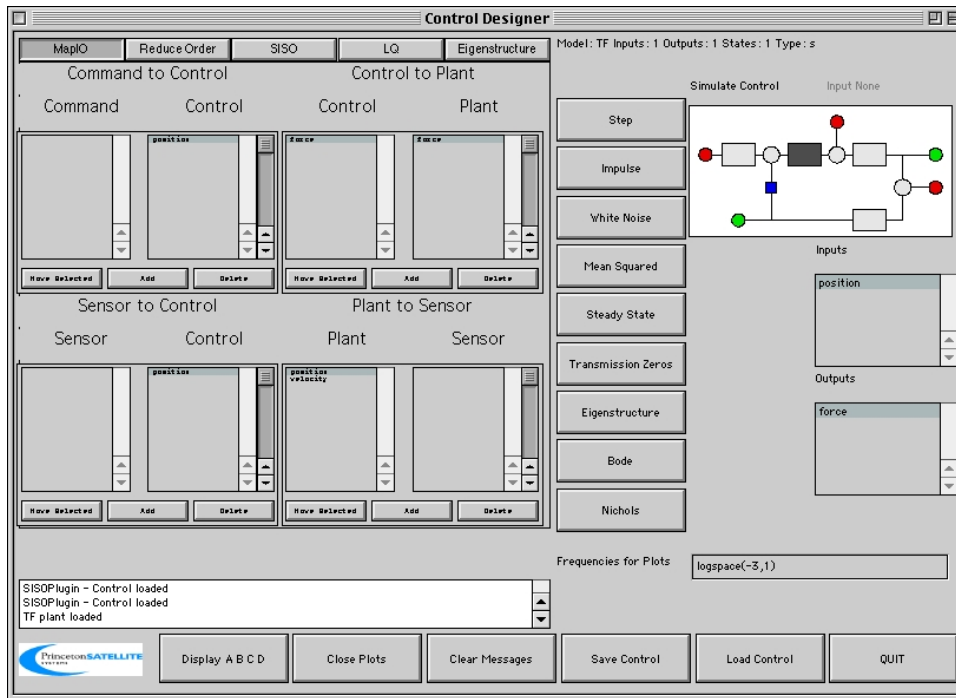 Control Designer
MapIO
Reduce Order
SISO
LQ
Eigenstructure
Model: TF Inputs: 1 Outputs: 1 States: 1 Type: s
Command to Control
Control to Plant
Simulate Control
Input None
Command
Control
Control
Plant
position
force
force
Move Selected
Add
Delete
Move Selected
Add
Delete
Sensor to Control
Plant to Sensor
Sensor
Control
Plant
Sensor
position
position
velocity
Move Selected
Add
Delete
Move Selected
Add
Delete
Step
Impulse
White Noise
Mean Squared
Steady State
Transmission Zeros
Eigenstructure
Bode
Nichols
Inputs
position
Outputs
force
Frequencies for Plots
logspace(-3,1)
SISOPlugin - Control loaded
SISOPlugin - Control loaded
TF plant loaded
PrincetonSATELLITE
SYSTEMS
Display A B C D
Close Plots
Clear Messages
Save Control
Load Control
QUIT